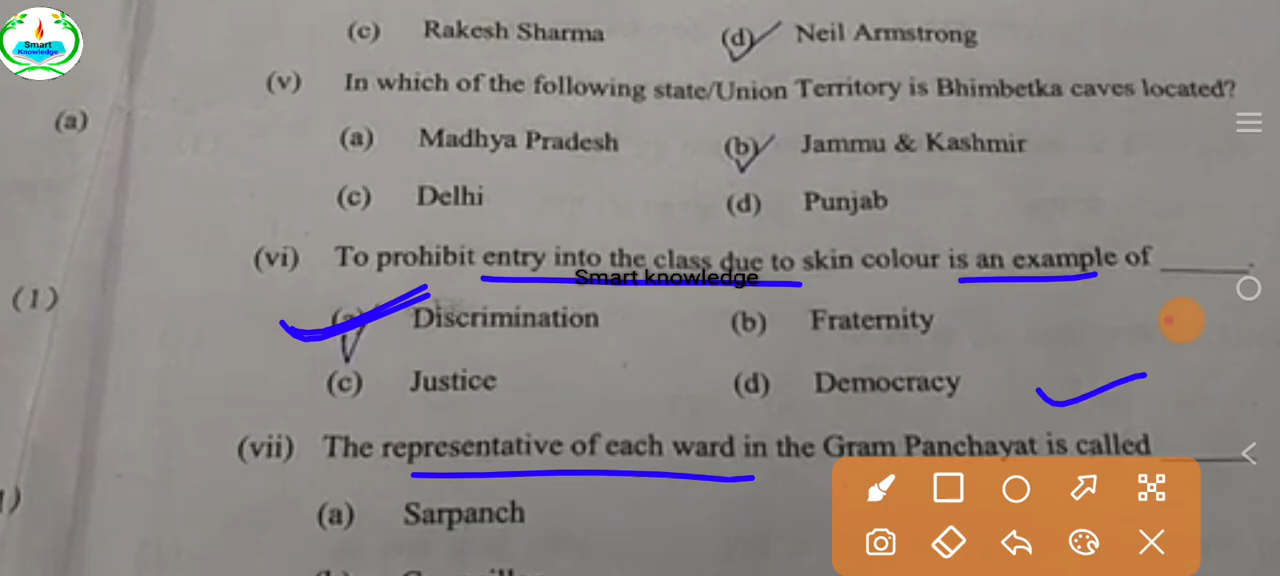 Smart
Knowledge
(c) Rakesh Sharma (d) Neil Armstrong
(v) In which of the following state/Union Territory is Bhimbetka caves located?
(a)
(a) Madhya Pradesh (b) Jammu & Kashmir
(c) Delhi (d) Punjab
(vi) To prohibit entry into the class due to skin colour is an example of ______.
Smart knowledge
(1)
(a) Discrimination (b) Fraternity
(c) Justice (d) Democracy
(vii) The representative of each ward in the Gram Panchayat is called ______
(a) Sarpanch